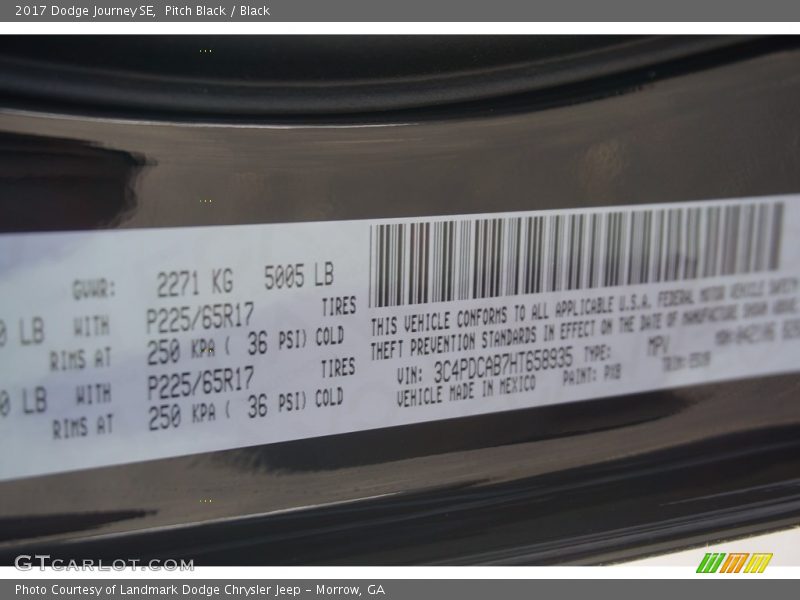 2017 Dodge Journey SE,  Pitch Black / Black
GVWR: 2271 KG 5005 LB
0 LB WITH P225/65R17 TIRES
RIMS AT 250 KPA ( 36 PSI) COLD
0 LB WITH P225/65R17 TIRES
RIMS AT 250 KPA ( 36 PSI) COLD
THIS VEHICLE CONFORMS TO ALL APPLICABLE U.S.A. FEDERAL MOTOR VEHICLE SAFETY
THEFT PREVENTION STANDARDS IN EFFECT ON THE DATE OF MANUFACTURE SHOWN ABOVE.
VIN: 3C4PDCAB7HT658935 TYPE: MPV
VEHICLE MADE IN MEXICO PAINT: PX8
GTCARLOT.COM
Photo Courtesy of Landmark Dodge Chrysler Jeep - Morrow, GA